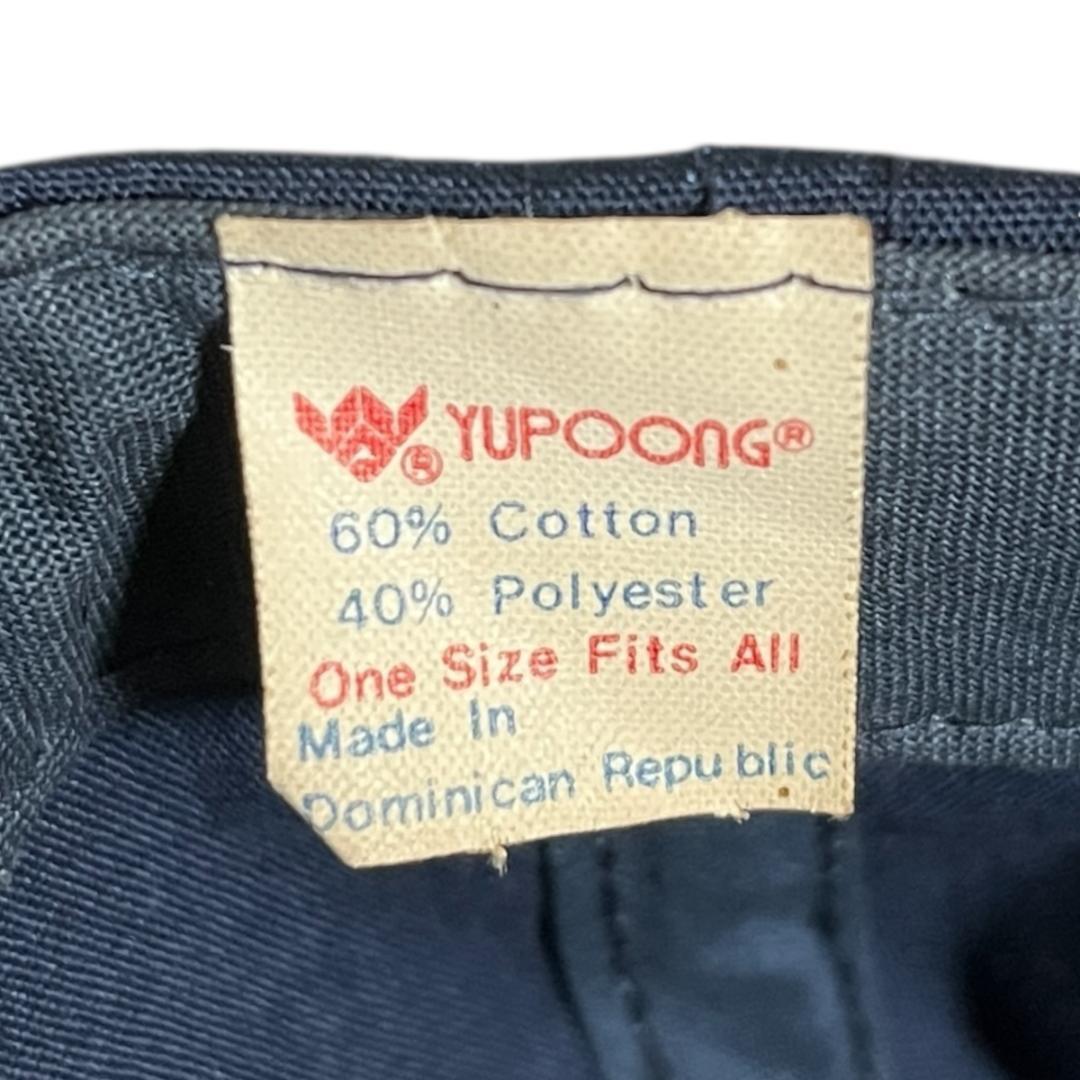 ® YUPOONG®
60% Cotton
40% Polyester
One Size Fits All
Made In
Dominican Republic